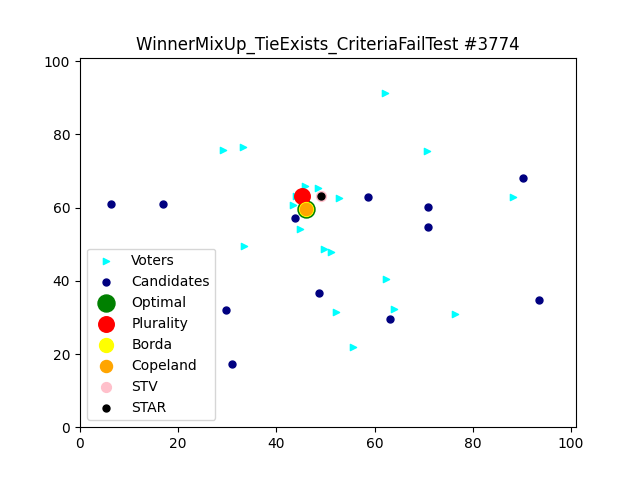 WinnerMixUp_TieExists_CriteriaFailTest #3774
100
80
60
40
20
0
Voters
Candidates
Optimal
Plurality
Borda
Copeland
STV
STAR
0 20 40 60 80 100